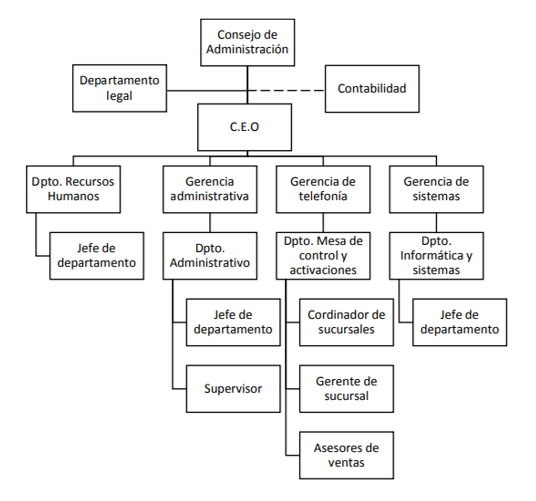 Consejo de
Administración
Departamento
legal
Contabilidad
C.E.O
Dpto. Recursos
Humanos
Gerencia
administrativa
Gerencia de
telefonía
Gerencia de
sistemas
Jefe de
departamento
Dpto.
Administrativo
Dpto. Mesa de
control y
activaciones
Dpto.
Informática y
sistemas
Jefe de
departamento
Cordinador de
sucursales
Jefe de
departamento
Supervisor
Gerente de
sucursal
Asesores de
ventas